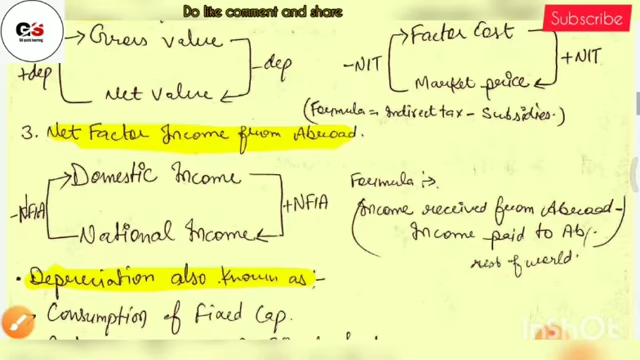 Do like comment and share
Subscribe
GS
Gross Value
+dep
-dep
Net Value
Factor Cost
-NIT
+NIT
Market price
(Formula = Indirect tax - Subsidies.)
3. Net Factor Income from Abroad.
Domestic Income
-NFIA
+NFIA
National Income
Formula :->
(Income received from Abroad -
Income paid to Ab/.
rest of world.)
• Depreciation also known as :-
Consumption of Fixed Cap.
InShOt